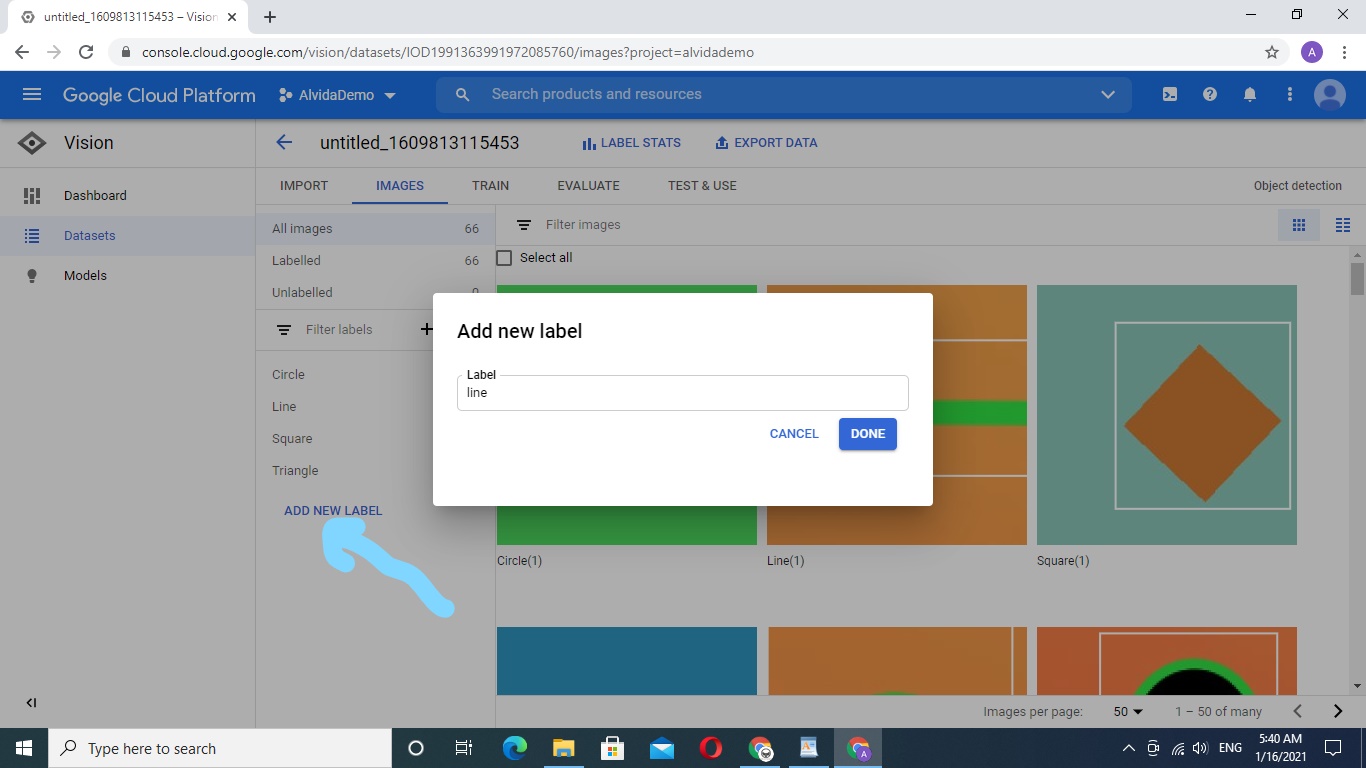 untitled_1609813115453 – Vision
console.cloud.google.com/vision/datasets/IOD1991363991972085760/images?project=alvidademo
A
Google Cloud Platform
AlvidaDemo
Search products and resources
Vision
untitled_1609813115453
LABEL STATS
EXPORT DATA
Dashboard
Datasets
Models
IMPORT
IMAGES
TRAIN
EVALUATE
TEST & USE
Object detection
All images 66
Labelled 66
Unlabelled 0
Filter images
Select all
Filter labels
Circle
Line
Square
Triangle
ADD NEW LABEL
Add new label
Label
line
CANCEL
DONE
Circle(1)
Line(1)
Square(1)
Images per page: 50
1 – 50 of many
Type here to search
A
ENG
5:40 AM
1/16/2021